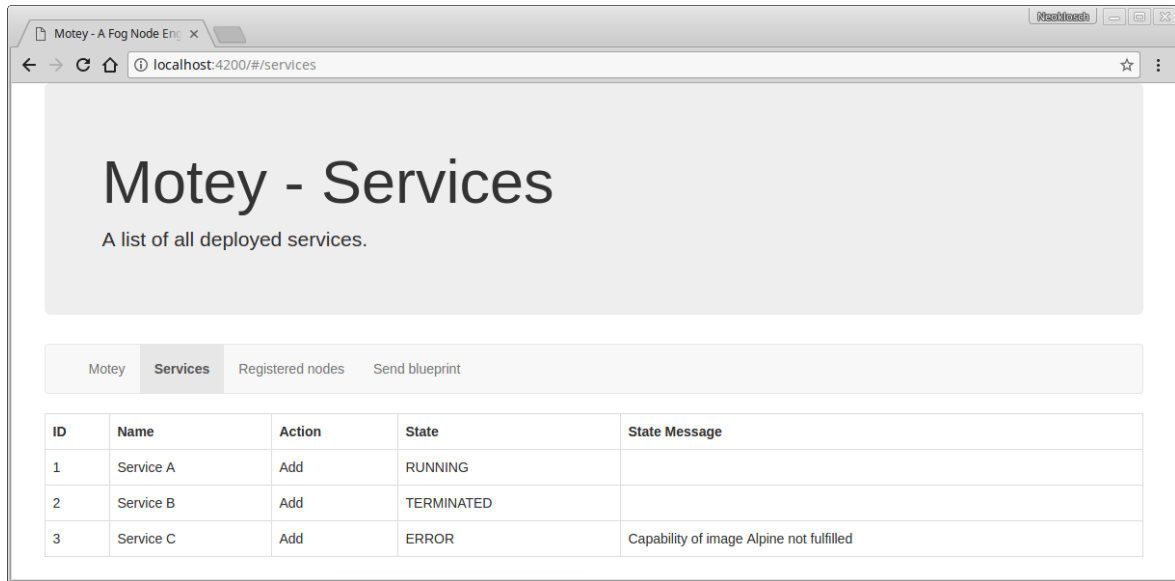 Neoklosch
Motey - A Fog Node Eng
localhost:4200/#/services
Motey - Services
A list of all deployed services.
Motey Services Registered nodes Send blueprint
ID Name Action State State Message
1 Service A Add RUNNING
2 Service B Add TERMINATED
3 Service C Add ERROR Capability of image Alpine not fulfilled